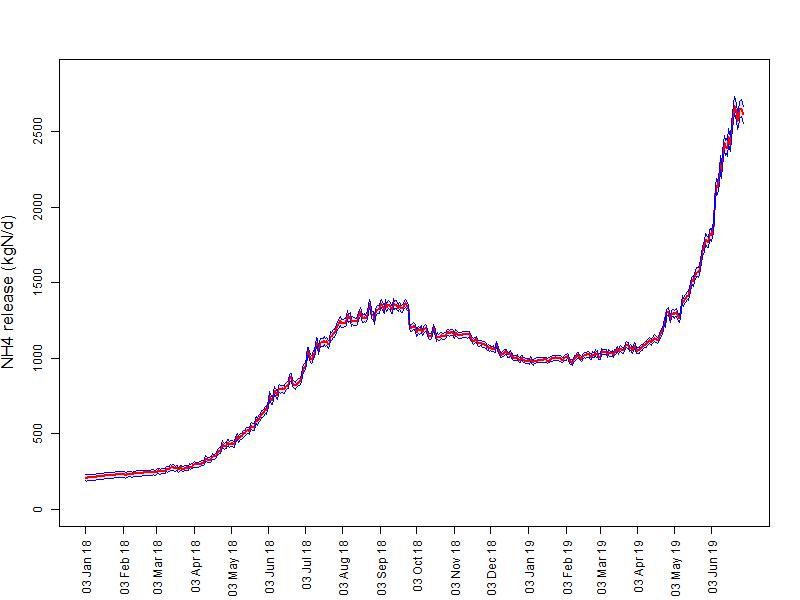 NH4 release (kgN/d)
2500
2000
1500
1000
500
0
03 Jan 18
03 Feb 18
03 Mar 18
03 Apr 18
03 May 18
03 Jun 18
03 Jul 18
03 Aug 18
03 Sep 18
03 Oct 18
03 Nov 18
03 Dec 18
03 Jan 19
03 Feb 19
03 Mar 19
03 Apr 19
03 May 19
03 Jun 19